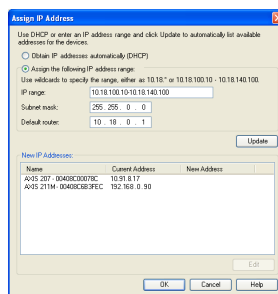 Assign IP Address
Use DHCP or enter an IP address range and click Update to automatically list available
addresses for the devices.
Obtain IP addresses automatically (DHCP)
Assign the following IP address range:
Use wildcards to specify the range, either as 10.18.* or 10.18.100.10 - 10.18.140.100.
IP range: 10.18.100.10-10.18.140.100
Subnet mask: 255. 255. 0 . 0
Default router: 10 . 18 . 0 . 1
Update
New IP Addresses:
Name Current Address New Address
AXIS 207 - 00408C00078C 10.91.8.17
AXIS 211M - 00408C6B3FEC 192.168.0.90
Edit
OK Cancel Help